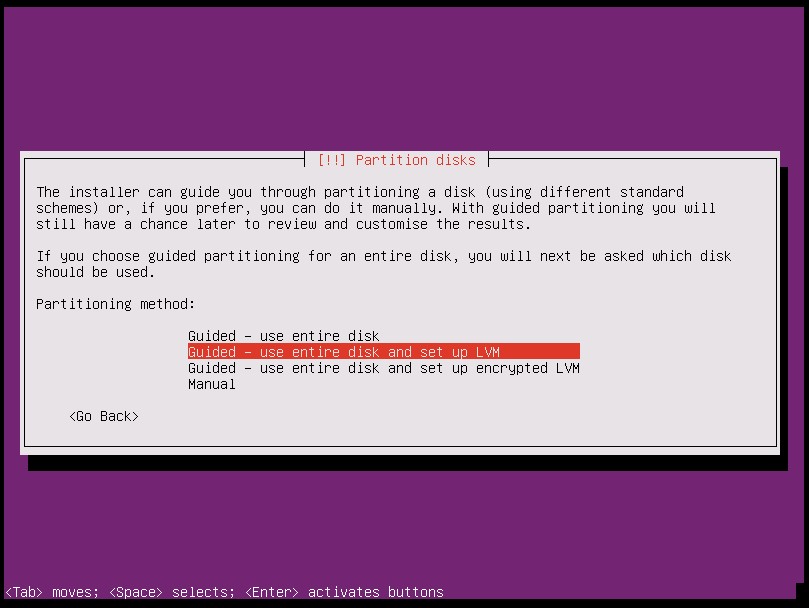 [!!] Partition disks
The installer can guide you through partitioning a disk (using different standard
schemes) or, if you prefer, you can do it manually. With guided partitioning you will
still have a chance later to review and customise the results.
If you choose guided partitioning for an entire disk, you will next be asked which disk
should be used.
Partitioning method:
Guided - use entire disk
Guided - use entire disk and set up LVM
Guided - use entire disk and set up encrypted LVM
Manual
<Go Back>
<Tab> moves; <Space> selects; <Enter> activates buttons